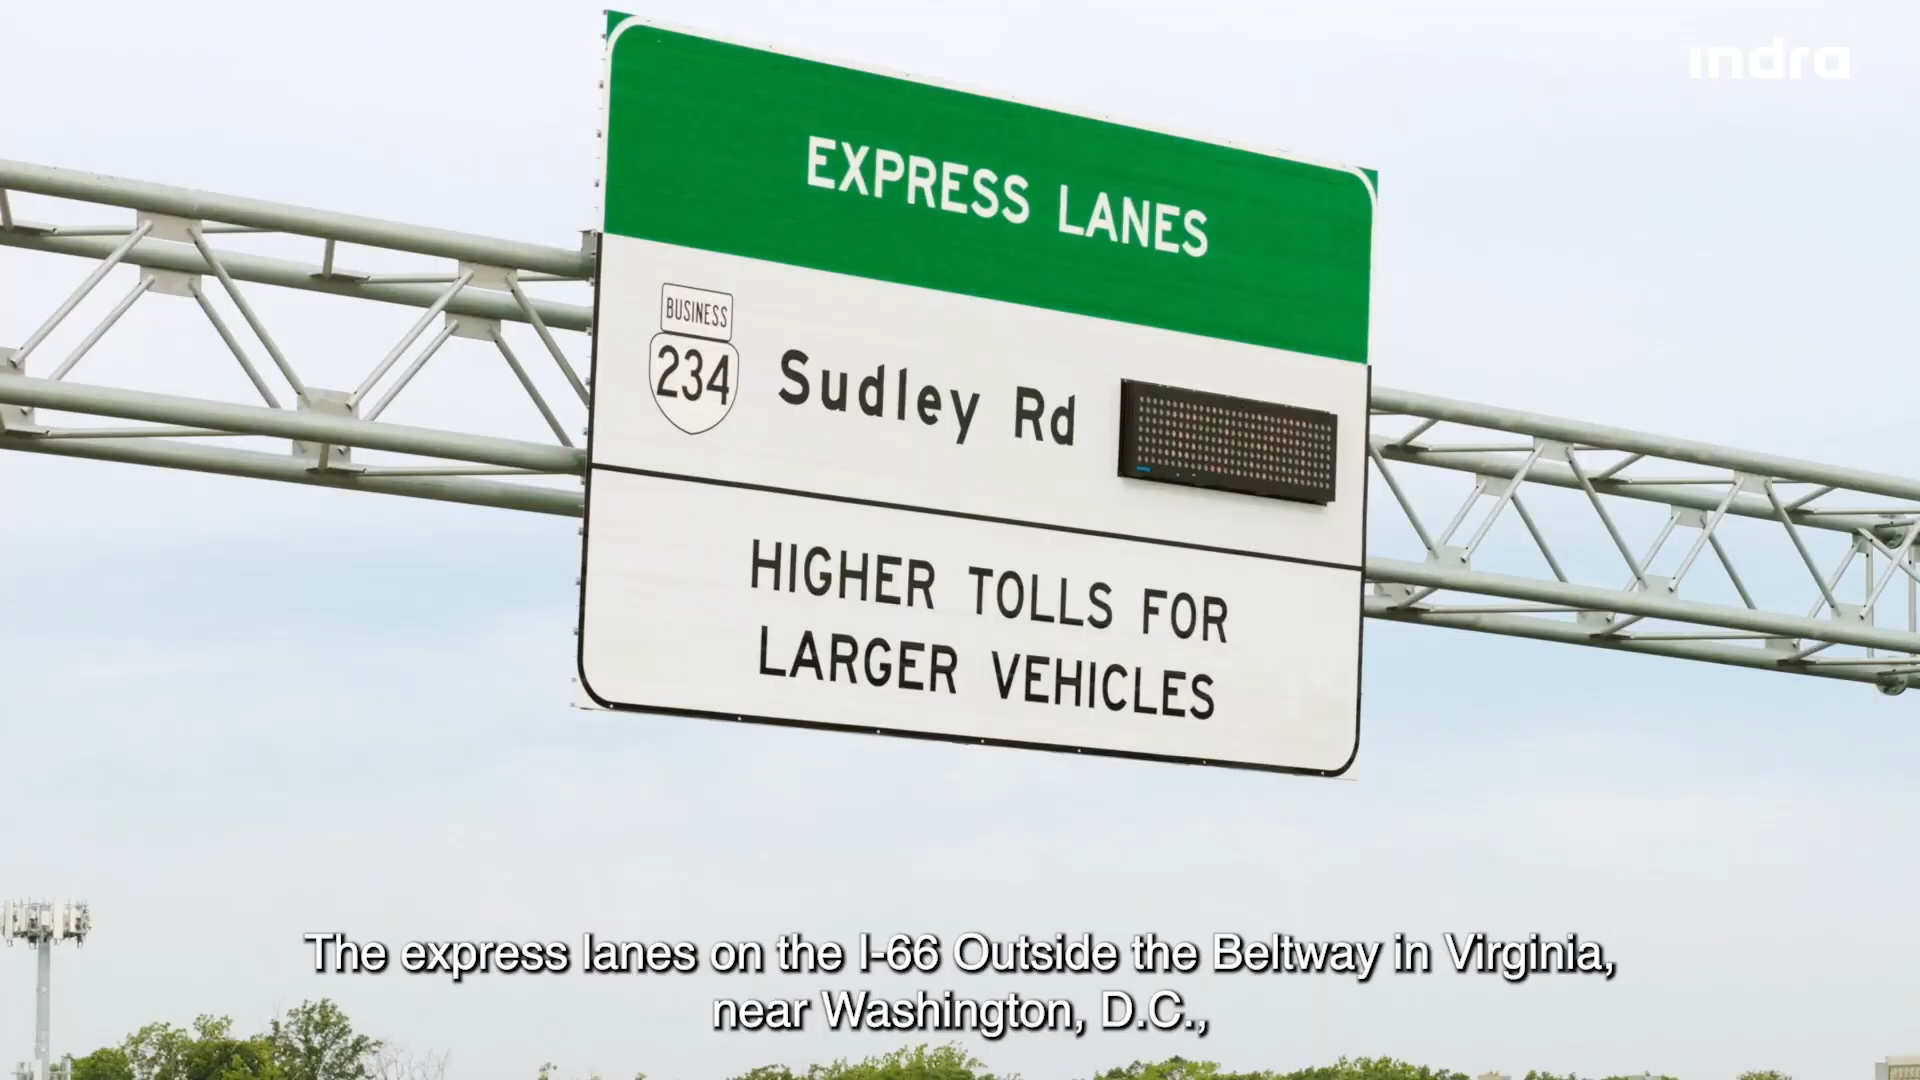 indra
EXPRESS LANES
BUSINESS
234
Sudley Rd
HIGHER TOLLS FOR
LARGER VEHICLES
The express lanes on the I-66 Outside the Beltway in Virginia,
near Washington, D.C.,